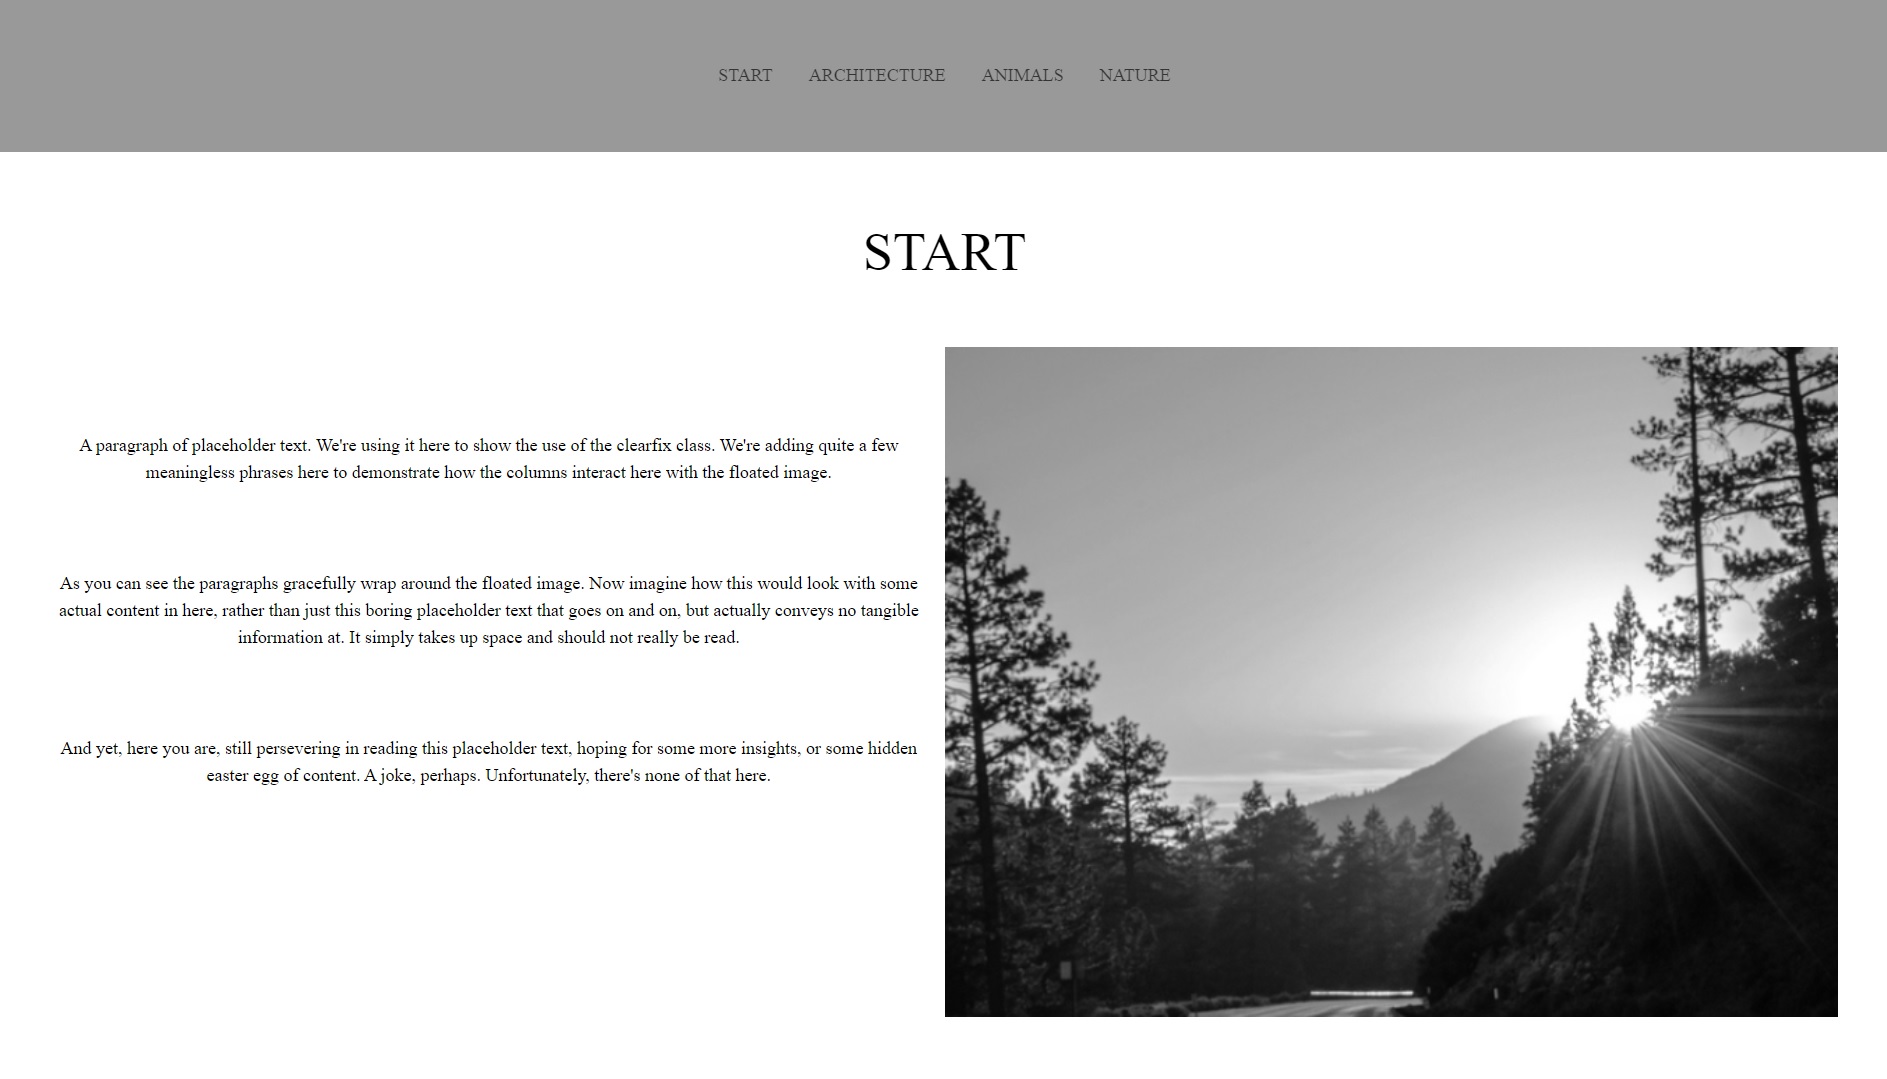 START ARCHITECTURE ANIMALS NATURE
START
A paragraph of placeholder text. We're using it here to show the use of the clearfix class. We're adding quite a few
meaningless phrases here to demonstrate how the columns interact here with the floated image.
As you can see the paragraphs gracefully wrap around the floated image. Now imagine how this would look with some
actual content in here, rather than just this boring placeholder text that goes on and on, but actually conveys no tangible
information at. It simply takes up space and should not really be read.
And yet, here you are, still persevering in reading this placeholder text, hoping for some more insights, or some hidden
easter egg of content. A joke, perhaps. Unfortunately, there's none of that here.